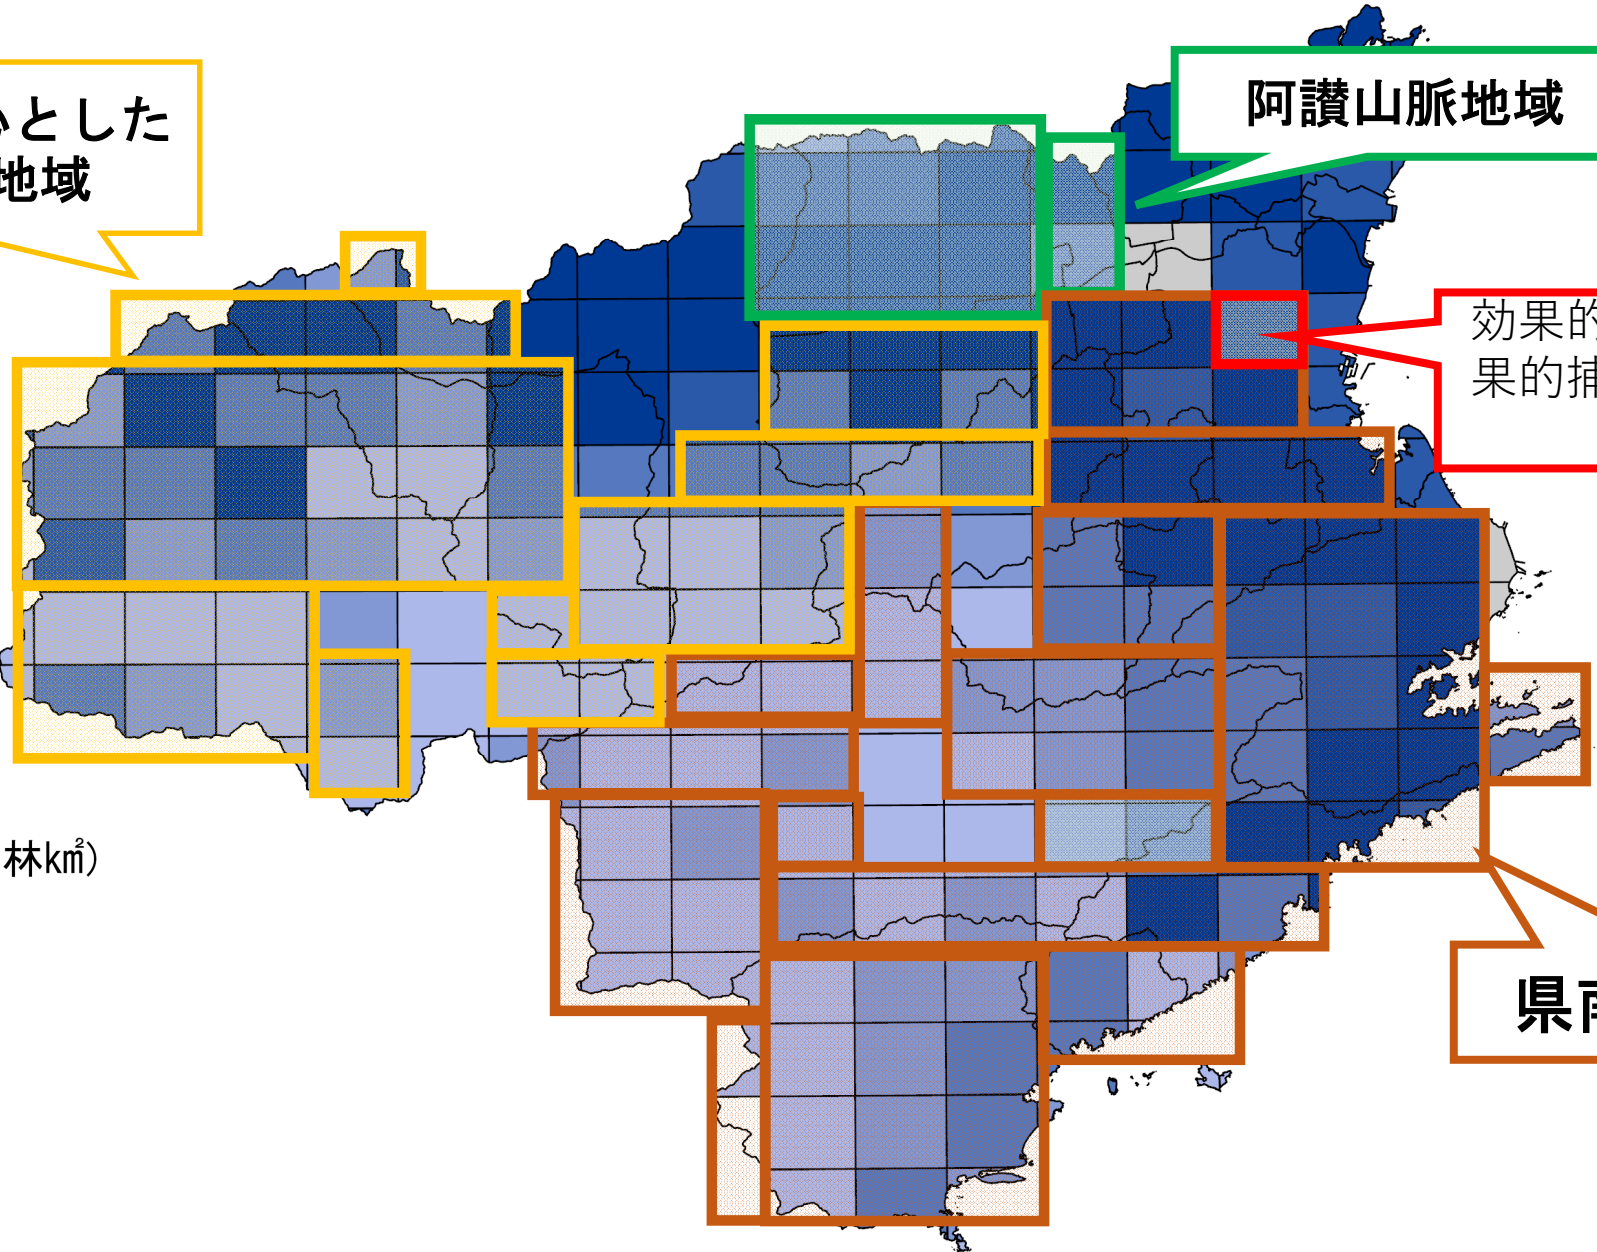 心とした
地域
阿讃山脈地域
効果的
果的捕
林k㎡)
県南